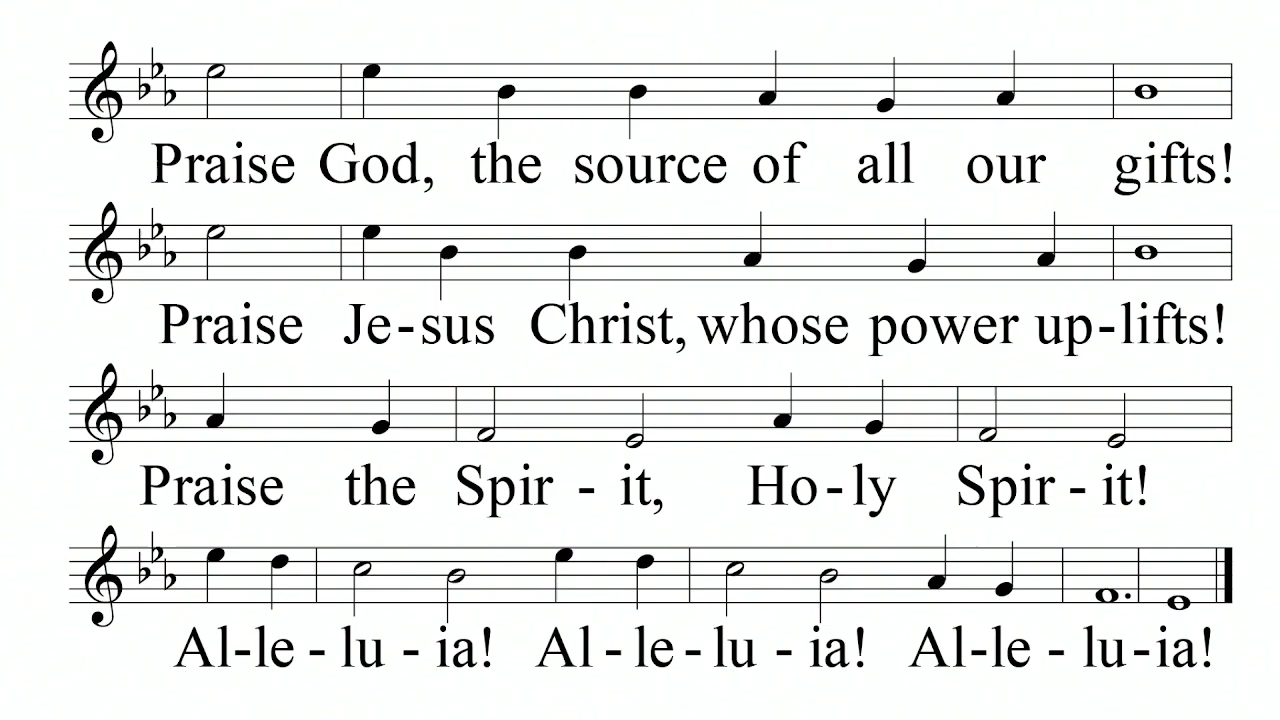 Praise God, the source of all our gifts!
Praise Je-sus Christ, whose power up-lifts!
Praise the Spir - it, Ho-ly Spir - it!
Al-le - lu - ia! Al - le - lu - ia! Al-le - lu-ia!